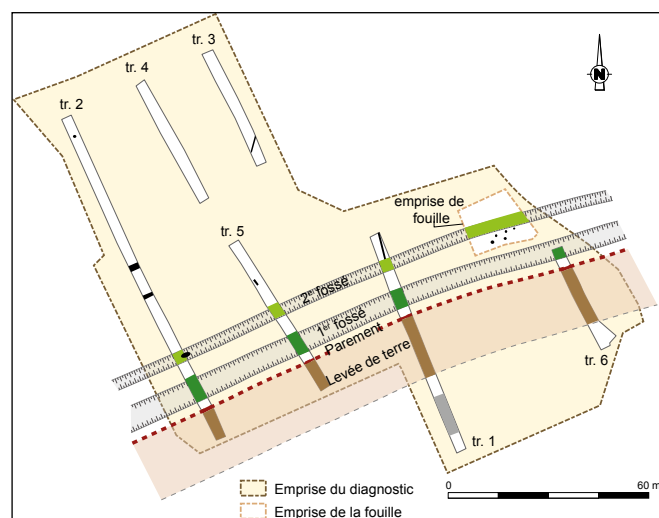 tr. 3
tr. 4
tr. 2
N
emprise de
fouille
tr. 5
2e fossé
1er fossé
Parement
Levée de terre
tr. 6
tr. 1
Emprise du diagnostic
0 60 m
Emprise de la fouille